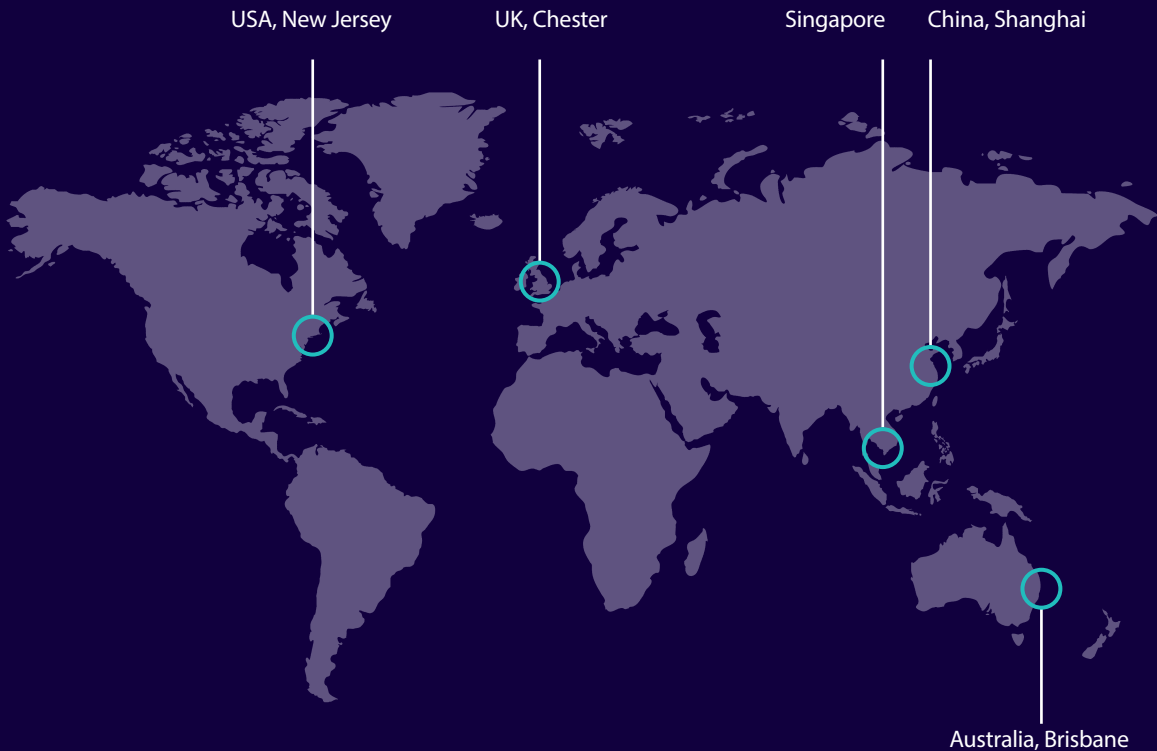 USA, New Jersey
UK, Chester
Singapore
China, Shanghai
Australia, Brisbane